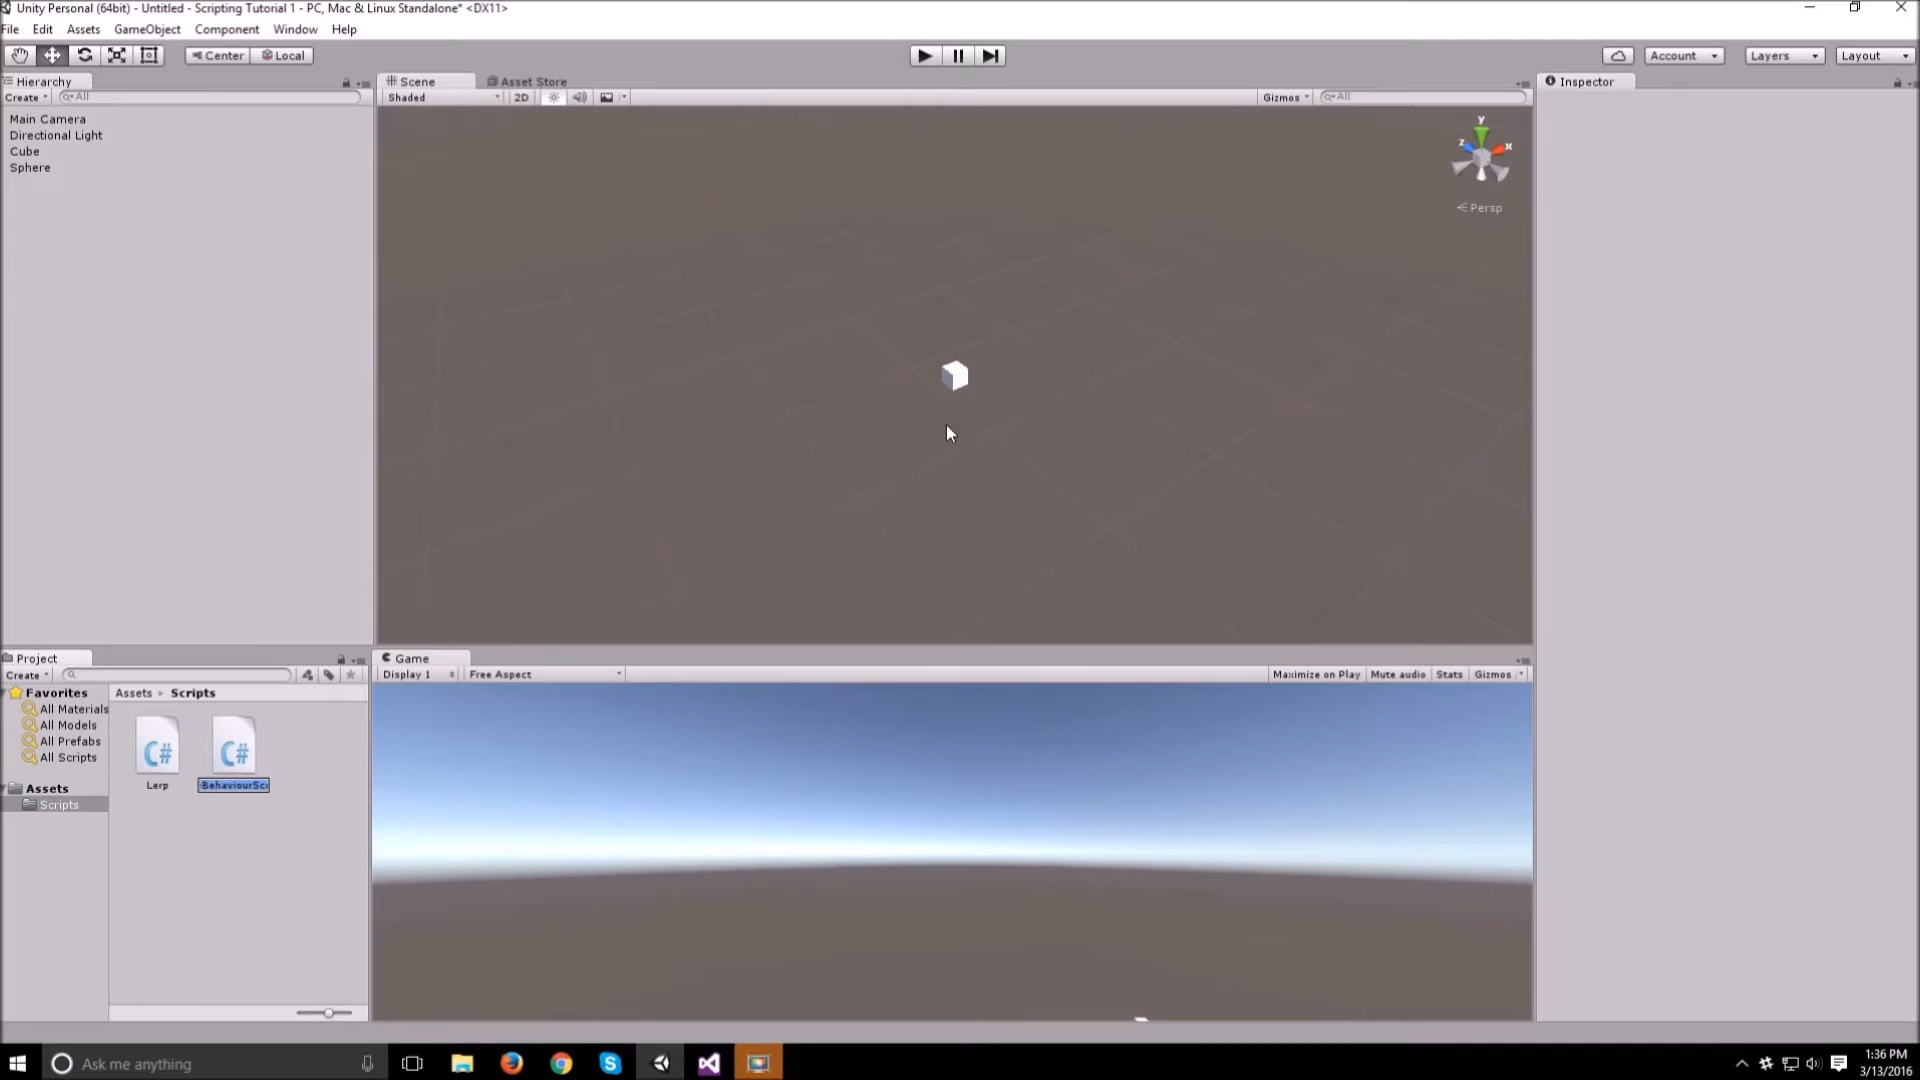 Unity Personal (64bit) - Untitled - Scripting Tutorial 1 - PC, Mac & Linux Standalone* <DX11>
File Edit Assets GameObject Component Window Help
Center Local Account Layers Layout
Hierarchy Scene Asset Store Inspector
Create All Shaded 2D Gizmos All
Main Camera
Directional Light
Cube
Sphere
y
z x
Persp
Project Game
Create Display 1 Free Aspect Maximize on Play Mute audio Stats Gizmos
Favorites Assets Scripts
All Materials
All Models
All Prefabs
All Scripts
C# C#
Lerp BehaviourSc
Assets
Scripts
Ask me anything
1:36 PM
3/13/2016